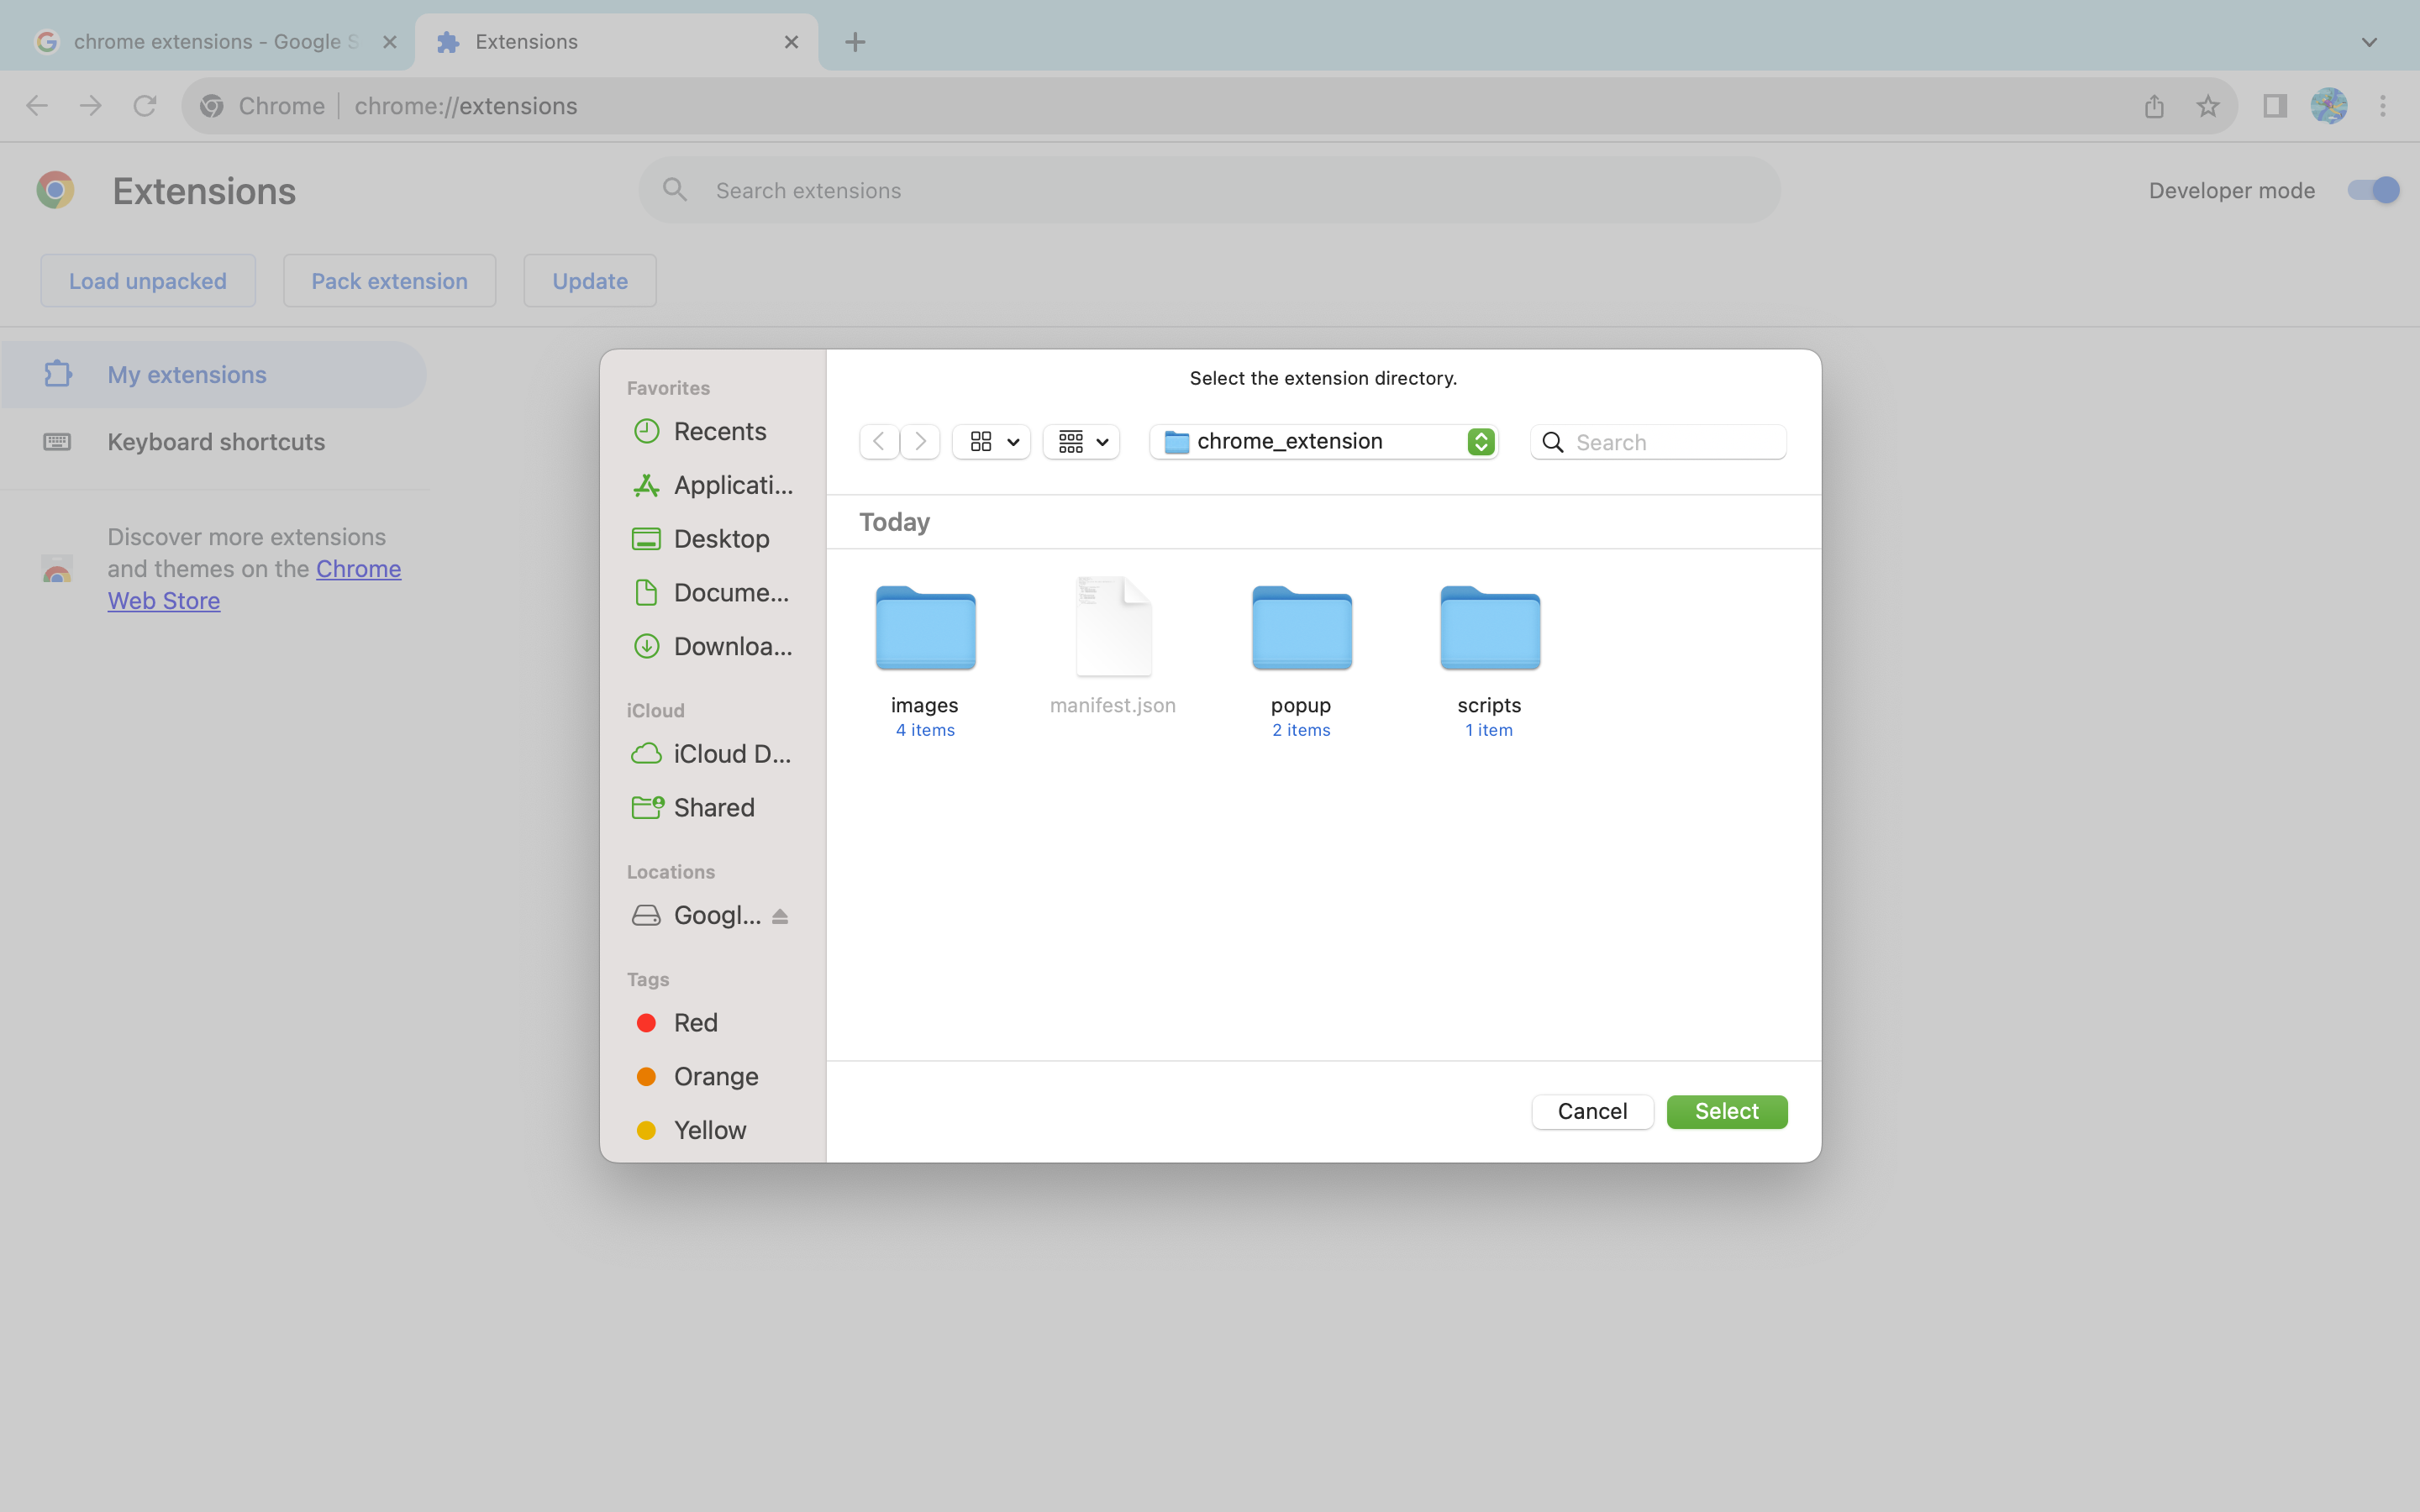 chrome extensions - Google S
Extensions
Chrome
chrome://extensions
Extensions
Search extensions
Developer mode
Load unpacked
Pack extension
Update
My extensions
Keyboard shortcuts
Discover more extensions
and themes on the Chrome
Web Store
Favorites
Recents
Applicati...
Desktop
Docume...
Downloa...
iCloud
iCloud D...
Shared
Locations
Googl...
Tags
Red
Orange
Yellow
Select the extension directory.
chrome_extension
Search
Today
images
4 items
manifest.json
popup
2 items
scripts
1 item
Cancel
Select